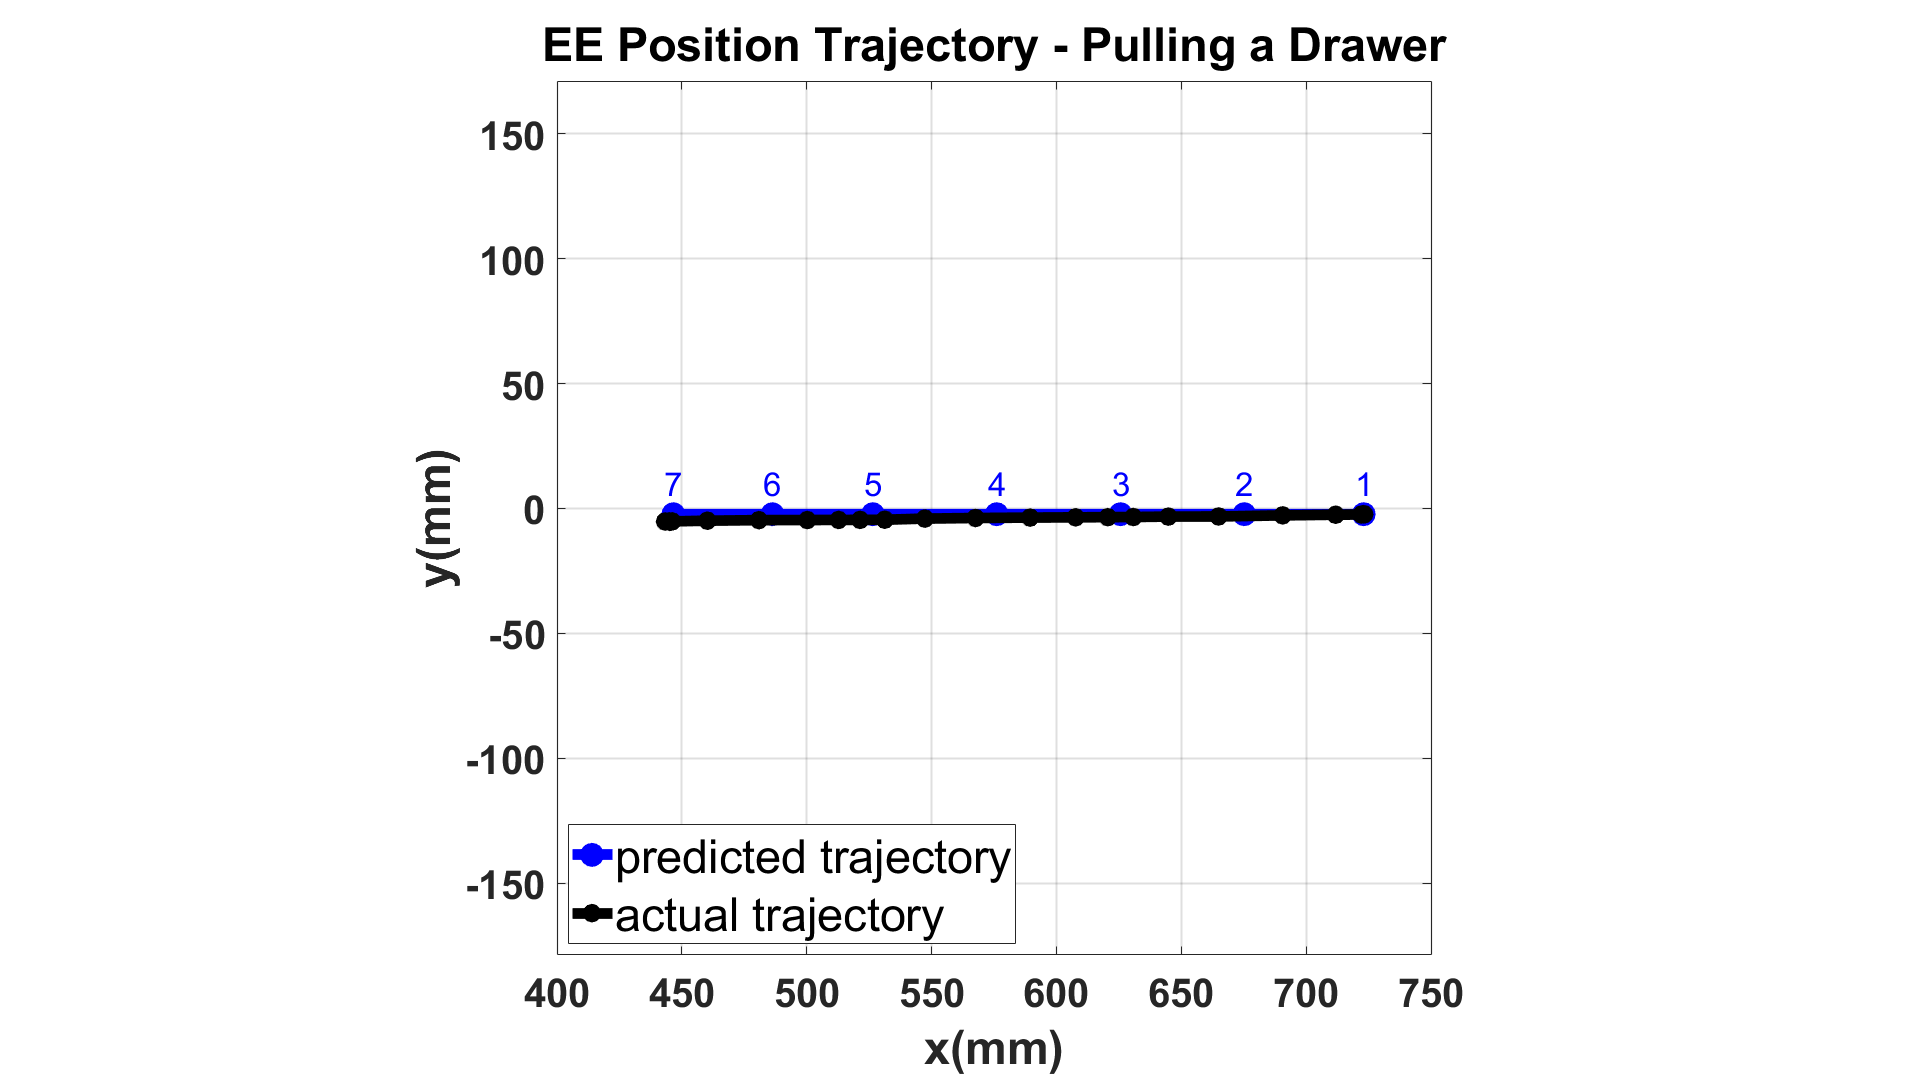 EE Position Trajectory - Pulling a Drawer
150
100
50
0
-50
-100
-150
y(mm)
7 6 5 4 3 2 1
predicted trajectory
actual trajectory
400 450 500 550 600 650 700 750
x(mm)